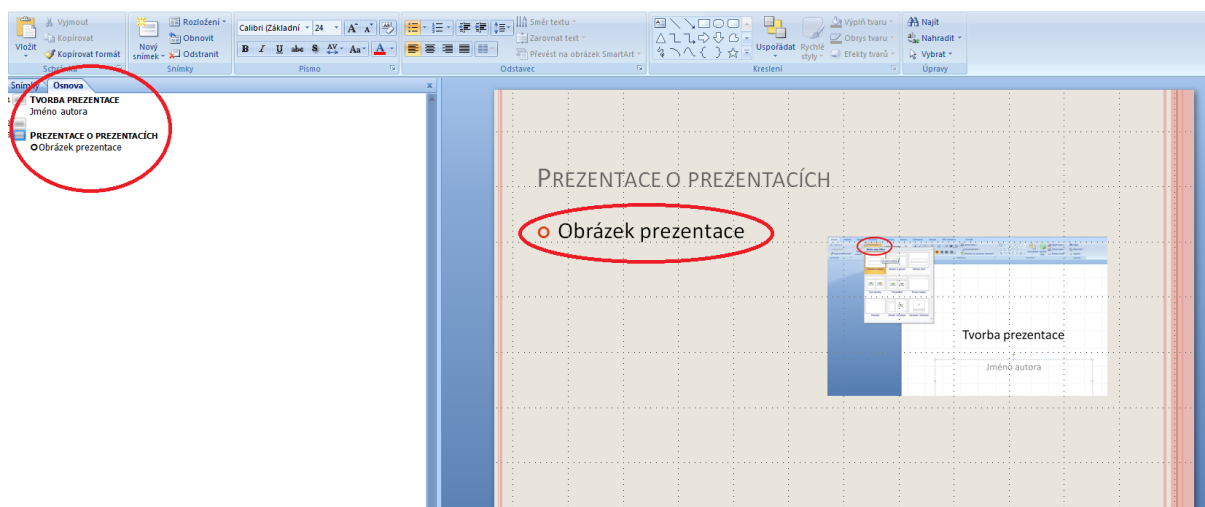 Vyjmout
Kopírovat
Kopírovat formát
Vložit
Schránka
Nový
snímek
Rozložení
Obnovit
Odstranit
Snímky
Calibri (Základní
24
B I U abe S AV Aa A
Písmo
Směr textu
Zarovnat text
Převést na obrázek SmartArt
Odstavec
Uspořádat
Rychlé
styly
Výplň tvaru
Obrys tvaru
Efekty tvarů
Kreslení
Najít
Nahradit
Vybrat
Úpravy
Snímky
Osnova
TVORBA PREZENTACE
Jméno autora
PREZENTACE O PREZENTACÍCH
Obrázek prezentace
PREZENTACE O PREZENTACÍCH
Obrázek prezentace
Tvorba prezentace
Jméno autora